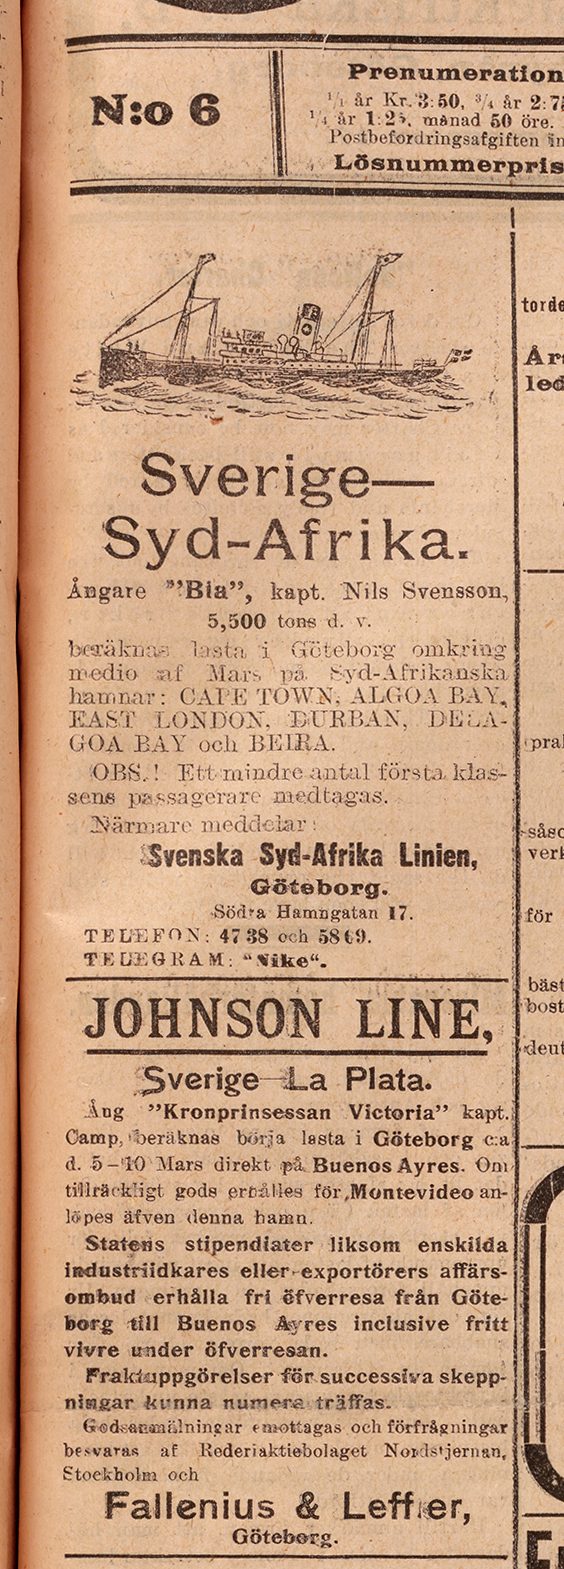 N:o 6
Prenumeration
1/1 år Kr. 3:50, 3/4 år 2:75
1/4 år 1:25, månad 50 öre.
Postbefordringsafgiften in
Lösnummerpris
Sverige—
Syd-Afrika.
Ångare ”Bia”, kapt. Nils Svensson,
5,500 tons d. v.
beräknas lasta i Göteborg omkring
medio af Mars på Syd-Afrikanska
hamnar: CAPE TOWN, ALGOA BAY,
EAST LONDON, DURBAN, DELA-
GOA BAY och BEIRA.
OBS.! Ett mindre antal första klas-
sens passagerare medtagas.
Närmare meddelar:
Svenska Syd-Afrika Linien,
Göteborg.
Södra Hamngatan 17.
TELEFON: 47 38 och 58 69.
TELEGRAM: “Nike“.
JOHNSON LINE,
Sverige—La Plata.
Ång ”Kronprinsessan Victoria” kapt.
Camp, beräknas börja lasta i Göteborg c:a
d. 5–10 Mars direkt på Buenos Ayres. Om
tillräckligt gods erhålles för Montevideo an-
löpes äfven denna hamn.
Statens stipendiater liksom enskilda
industriidkares eller exportörers affärs-
ombud erhålla fri öfverresa från Göte-
borg till Buenos Ayres inclusive fritt
vivre under öfverresan.
Fraktuppgörelser för successiva skepp-
ningar kunna numera träffas.
Godsanmälningar emottagas och förfrågningar
besvaras af Rederiaktiebolaget Nordstjernan,
Stockholm och
Fallenius & Leffler,
Göteborg.
torde
År
led
pral
såso
verk
för
bäst
bost
deut